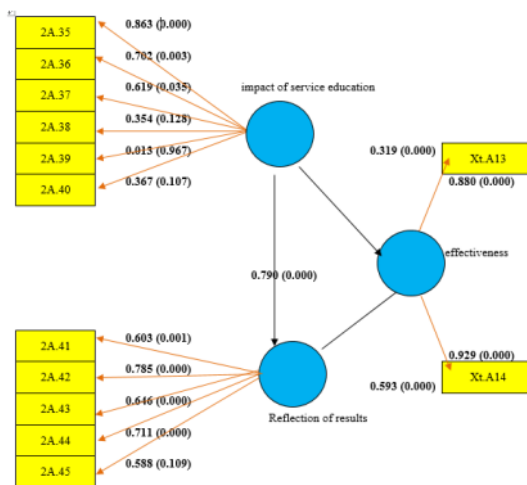 2A.35
2A.36
2A.37
2A.38
2A.39
2A.40
0.863 (0.000)
0.702 (0.003)
0.619 (0.035)
0.354 (0.128)
0.013 (0.967)
0.367 (0.107)
impact of service education
0.319 (0.000)
Xt.A13
0.880 (0.000)
effectiveness
0.790 (0.000)
2A.41
2A.42
2A.43
2A.44
2A.45
0.603 (0.001)
0.785 (0.000)
0.646 (0.000)
0.711 (0.000)
0.588 (0.109)
Reflection of results
0.929 (0.000)
0.593 (0.000)
Xt.A14